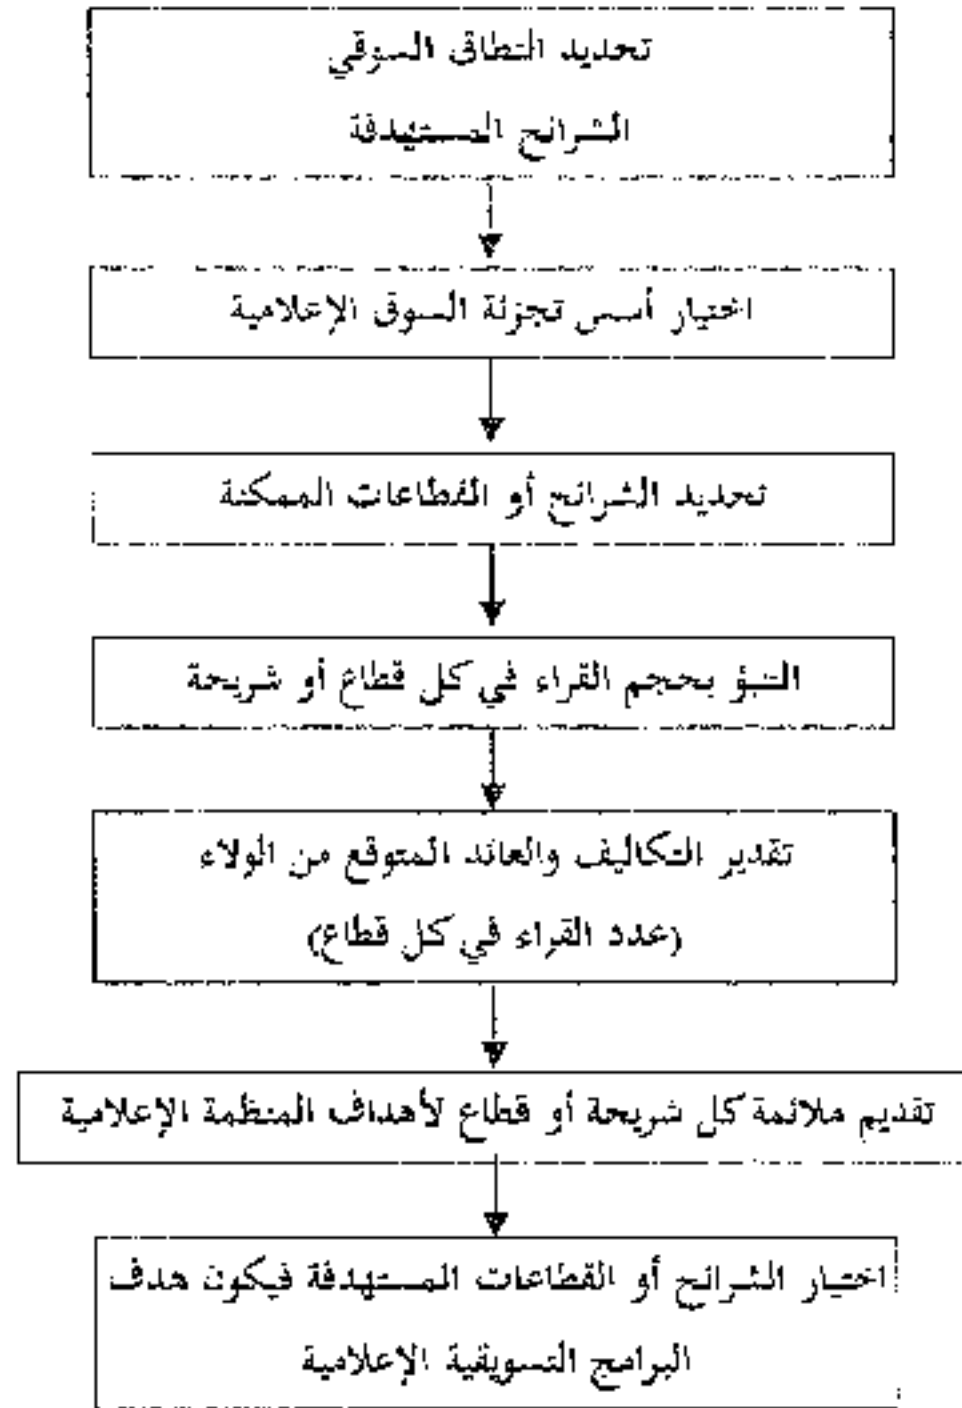 تحديد النطاق السوقي
الشرائح المستهدفة
اختيار أسس تجزئة السوق الإعلامية
تحديد الشرائح أو القطاعات الممكنة
التنبؤ بحجم القراء في كل قطاع أو شريحة
تقدير التكاليف والعائد المتوقع من الولاء
(عدد القراء في كل قطاع)
تقديم ملائمة كل شريحة أو قطاع لأهداف المنظمة الإعلامية
اختيار الشرائح أو القطاعات المستهدفة فيكون هدف
البرامج التسويقية الإعلامية